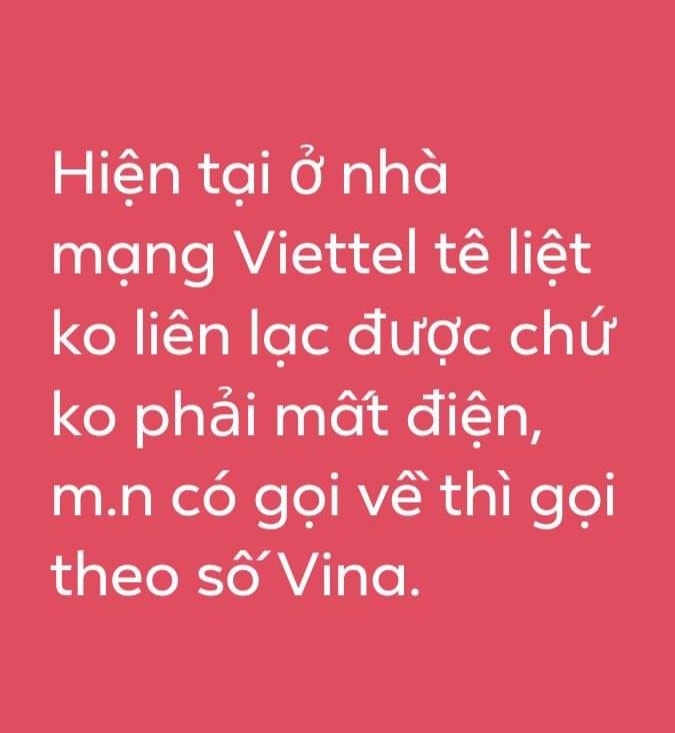 Hiện tại ở nhà
mạng Viettel tê liệt
ko liên lạc được chứ
ko phải mất điện,
m.n có gọi về thì gọi
theo số Vina.